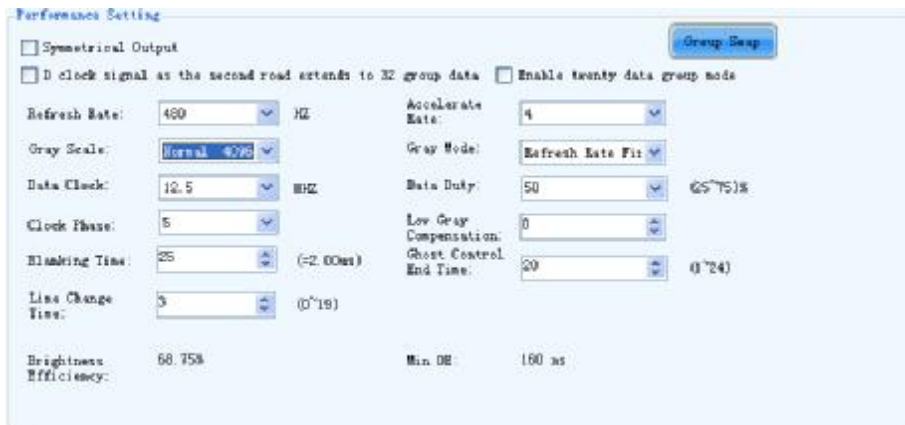 Performance Setting
Symmetrical Output
Group Swap
D clock signal as the second road extends to 32 group data
Enable twenty data group mode
Refresh Rate: 480 HZ
Accelerate Rate: 4
Gray Scale: Normal 4096
Gray Mode: Refresh Rate Fir
Data Clock: 12.5 MHZ
Data Duty: 50 (25~75)%
Clock Phase: 5
Low Gray Compensation: 0
Blanking Time: 25 (=2.00us)
Ghost Control End Time: 20 (1~24)
Line Change Time: 3 (0~19)
Brightness Efficiency: 68.75%
Min OE: 160 ns